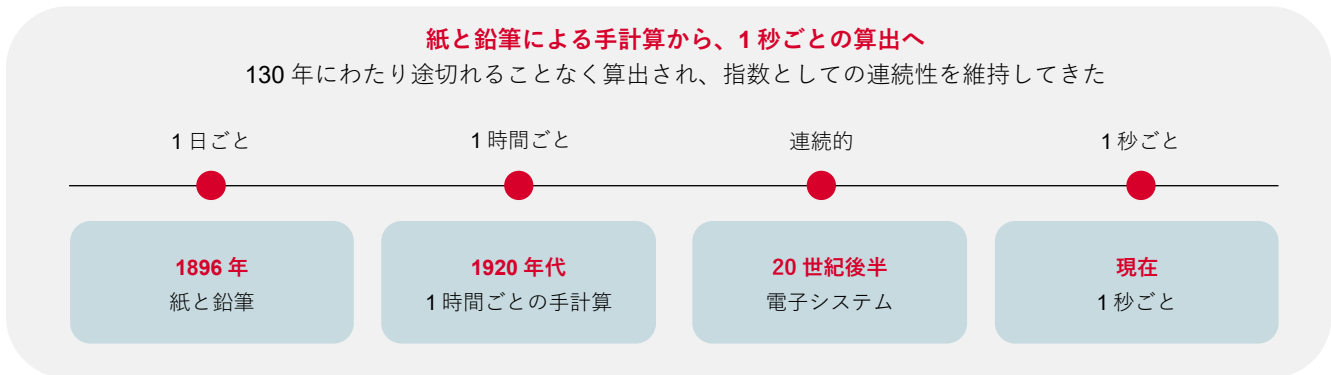 紙と鉛筆による手計算から、1 秒ごとの算出へ
130 年にわたり途切れることなく算出され、指数としての連続性を維持してきた
1 日ごと
1 時間ごと
連続的
1 秒ごと
1896 年
紙と鉛筆
1920 年代
1 時間ごとの手計算
20 世紀後半
電子システム
現在
1 秒ごと